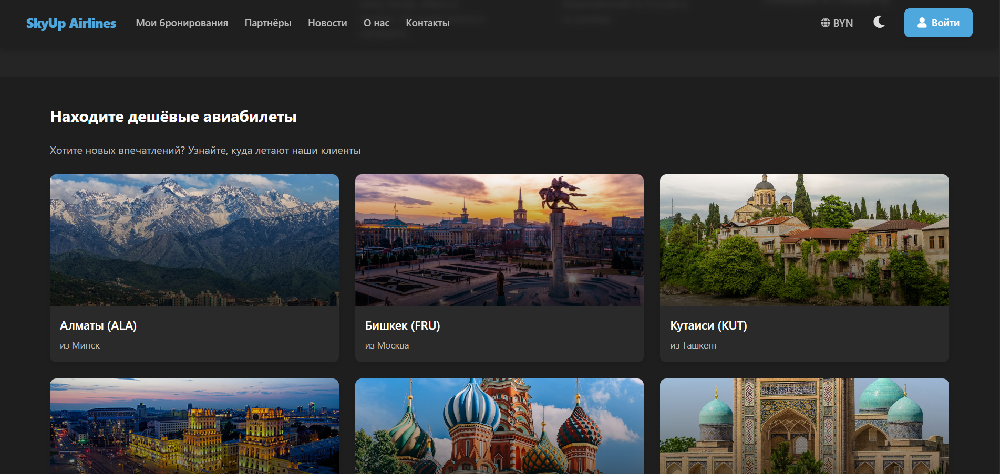 SkyUp Airlines Мои бронирования Партнёры Новости О нас Контакты BYN Войти
Находите дешёвые авиабилеты
Хотите новых впечатлений? Узнайте, куда летают наши клиенты
Алматы (ALA)
из Минск
Бишкек (FRU)
из Москва
Кутаиси (KUT)
из Ташкент